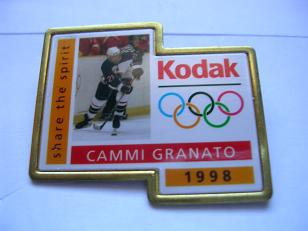 share the spirit
Kodak
CAMMI GRANATO
1998